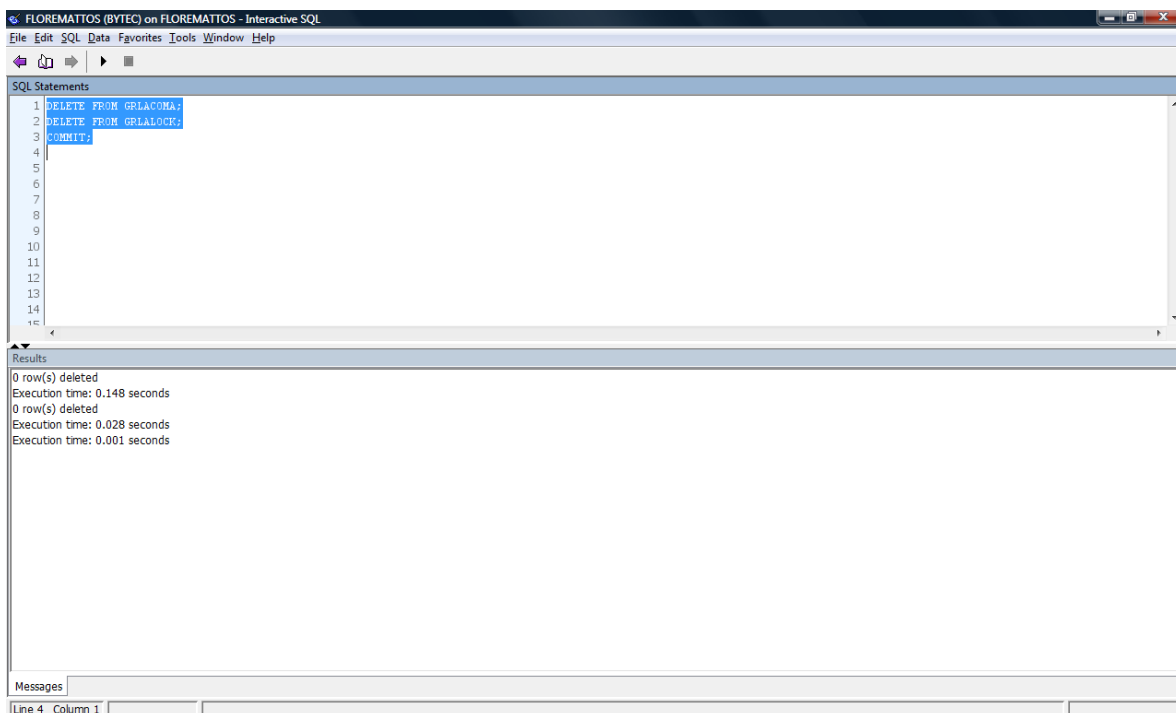 FLOREMATTOS (BYTEC) on FLOREMATTOS - Interactive SQL
File Edit SQL Data Favorites Tools Window Help
SQL Statements
1 DELETE FROM GRLACOMA;
2 DELETE FROM GRLALOCK;
3 COMMIT;
4
5
6
7
8
9
10
11
12
13
14
15
Results
0 row(s) deleted
Execution time: 0.148 seconds
0 row(s) deleted
Execution time: 0.028 seconds
Execution time: 0.001 seconds
Messages
Line 4 Column 1